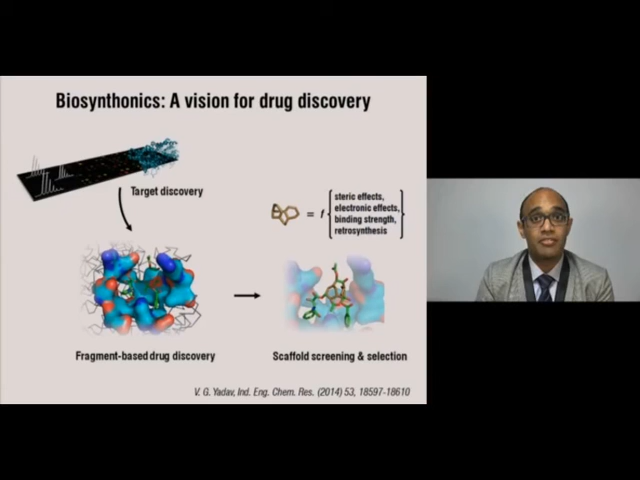 Biosynthonics: A vision for drug discovery
Target discovery
= f
steric effects,
electronic effects,
binding strength,
retrosynthesis
Fragment-based drug discovery
Scaffold screening & selection
V. G. Yadav, Ind. Eng. Chem. Res. (2014) 53, 18597-18610